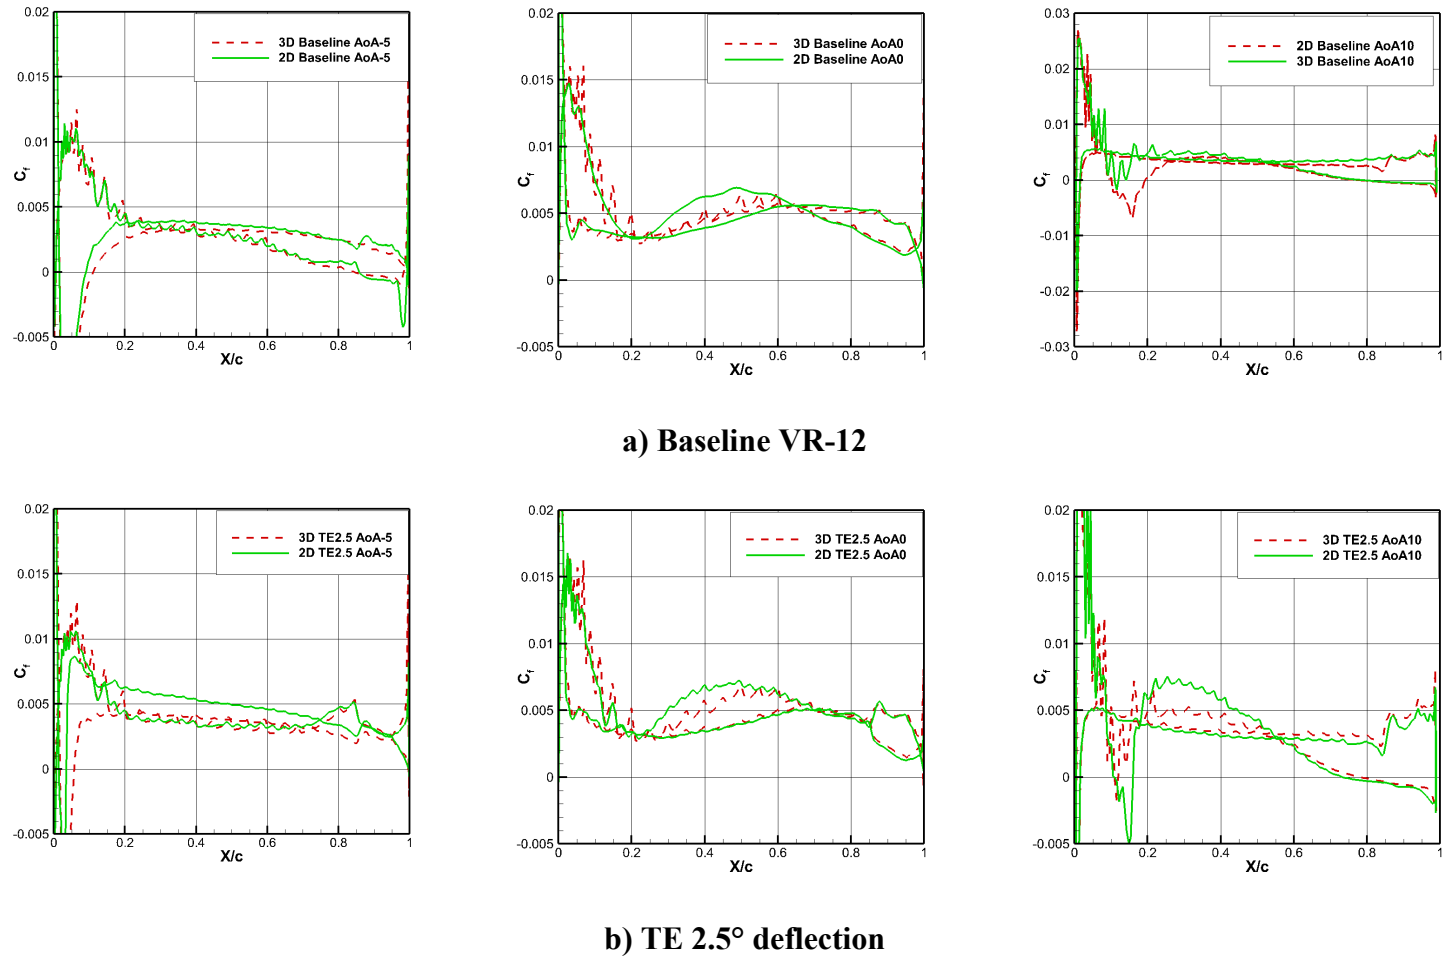 0.02
0.015
0.01
0.005
0
-0.005
Cf
0 0.2 0.4 0.6 0.8 1
X/c
3D Baseline AoA-5
2D Baseline AoA-5
0.02
0.015
0.01
0.005
0
-0.005
Cf
0 0.2 0.4 0.6 0.8 1
X/c
3D Baseline AoA0
2D Baseline AoA0
0.03
0.02
0.01
0
-0.01
-0.02
-0.03
Cf
0 0.2 0.4 0.6 0.8 1
X/c
2D Baseline AoA10
3D Baseline AoA10
a) Baseline VR-12
0.02
0.015
0.01
0.005
0
-0.005
Cf
0 0.2 0.4 0.6 0.8 1
X/c
3D TE2.5 AoA-5
2D TE2.5 AoA-5
0.02
0.015
0.01
0.005
0
-0.005
Cf
0 0.2 0.4 0.6 0.8 1
X/c
3D TE2.5 AoA0
2D TE2.5 AoA0
0.02
0.015
0.01
0.005
0
-0.005
Cf
0 0.2 0.4 0.6 0.8 1
X/c
3D TE2.5 AoA10
2D TE2.5 AoA10
b) TE 2.5° deflection